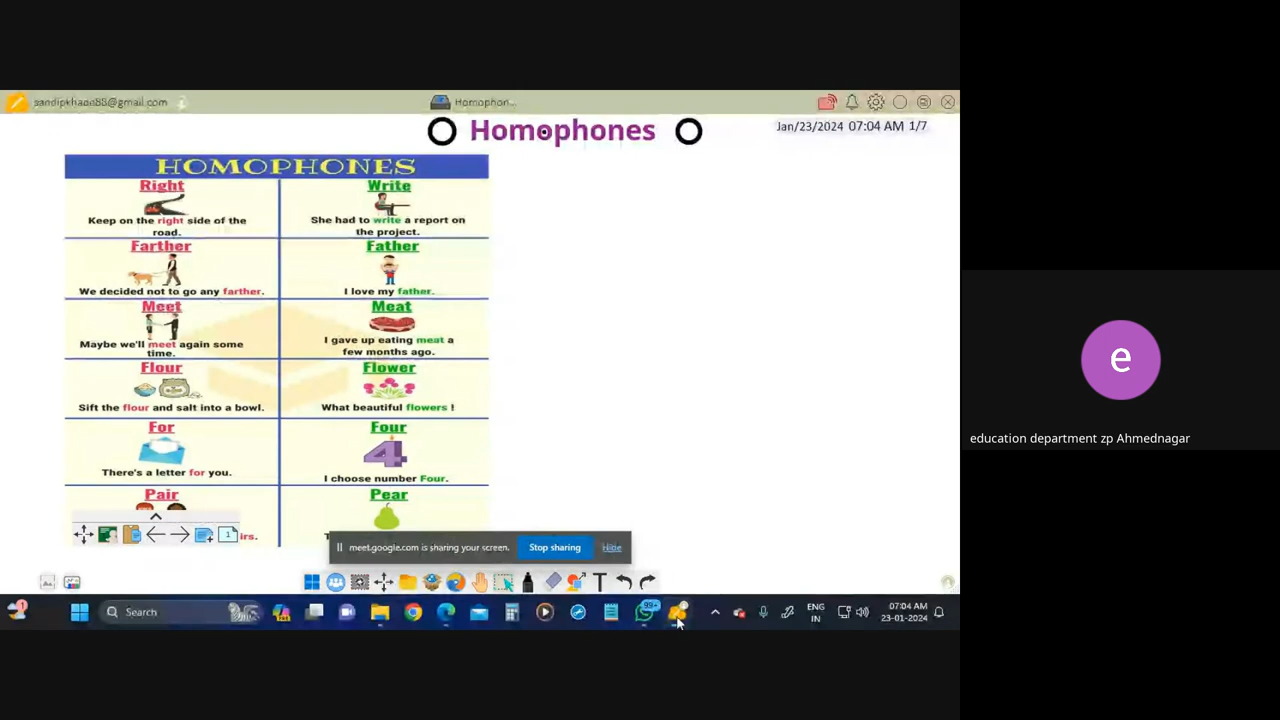 sandipkhade88@gmail.com
Homophon...
Homophones
Jan/23/2024 07:04 AM 1/7
HOMOPHONES
Right
Write
Keep on the right side of the road.
She had to write a report on the project.
Farther
Father
We decided not to go any farther.
I love my father.
Meet
Meat
Maybe we'll meet again some time.
I gave up eating meat a few months ago.
Flour
Flower
Sift the flour and salt into a bowl.
What beautiful flowers !
For
Four
4
There's a letter for you.
I choose number Four.
Pair
Pear
irs.
1
meet.google.com is sharing your screen.
Stop sharing
Hide
Search
99+
ENG
IN
07:04 AM
23-01-2024
e
education department zp Ahmednagar